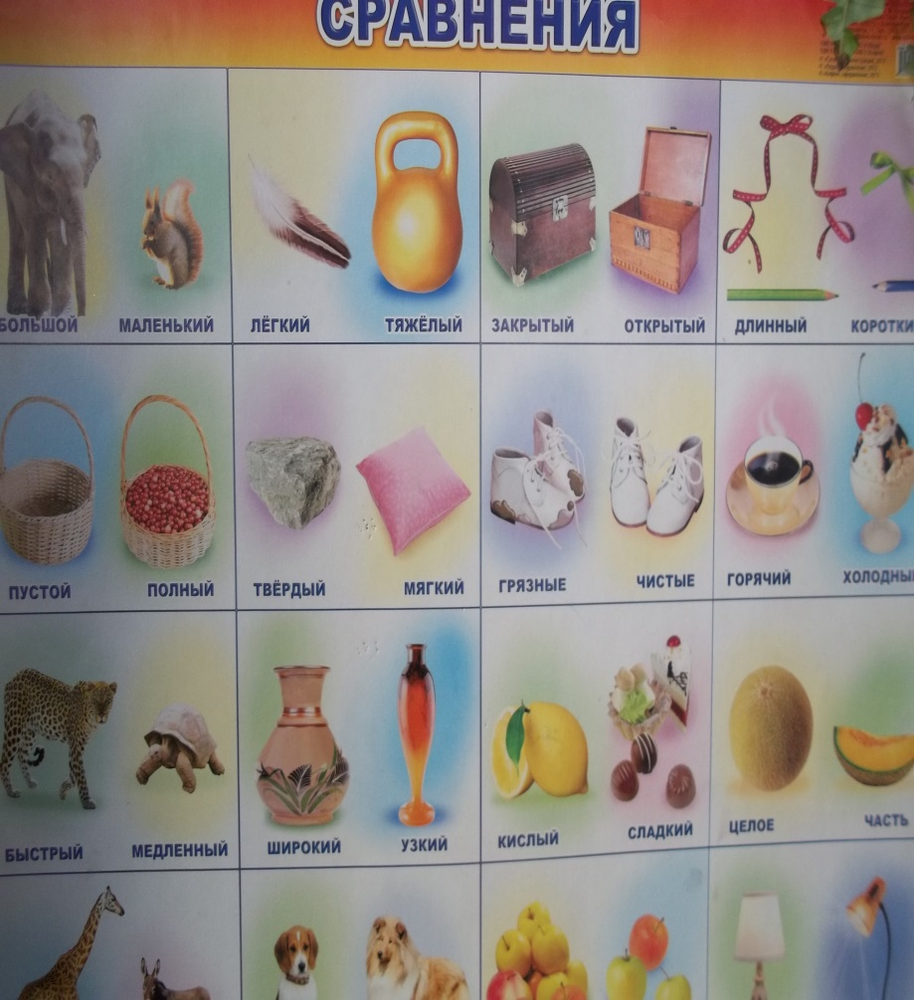 СРАВНЕНИЯ
БОЛЬШОЙ МАЛЕНЬКИЙ ЛЁГКИЙ ТЯЖЁЛЫЙ ЗАКРЫТЫЙ ОТКРЫТЫЙ ДЛИННЫЙ КОРОТКИ
ПУСТОЙ ПОЛНЫЙ ТВЁРДЫЙ МЯГКИЙ ГРЯЗНЫЕ ЧИСТЫЕ ГОРЯЧИЙ ХОЛОДНЫ
БЫСТРЫЙ МЕДЛЕННЫЙ ШИРОКИЙ УЗКИЙ КИСЛЫЙ СЛАДКИЙ ЦЕЛОЕ ЧАСТЬ